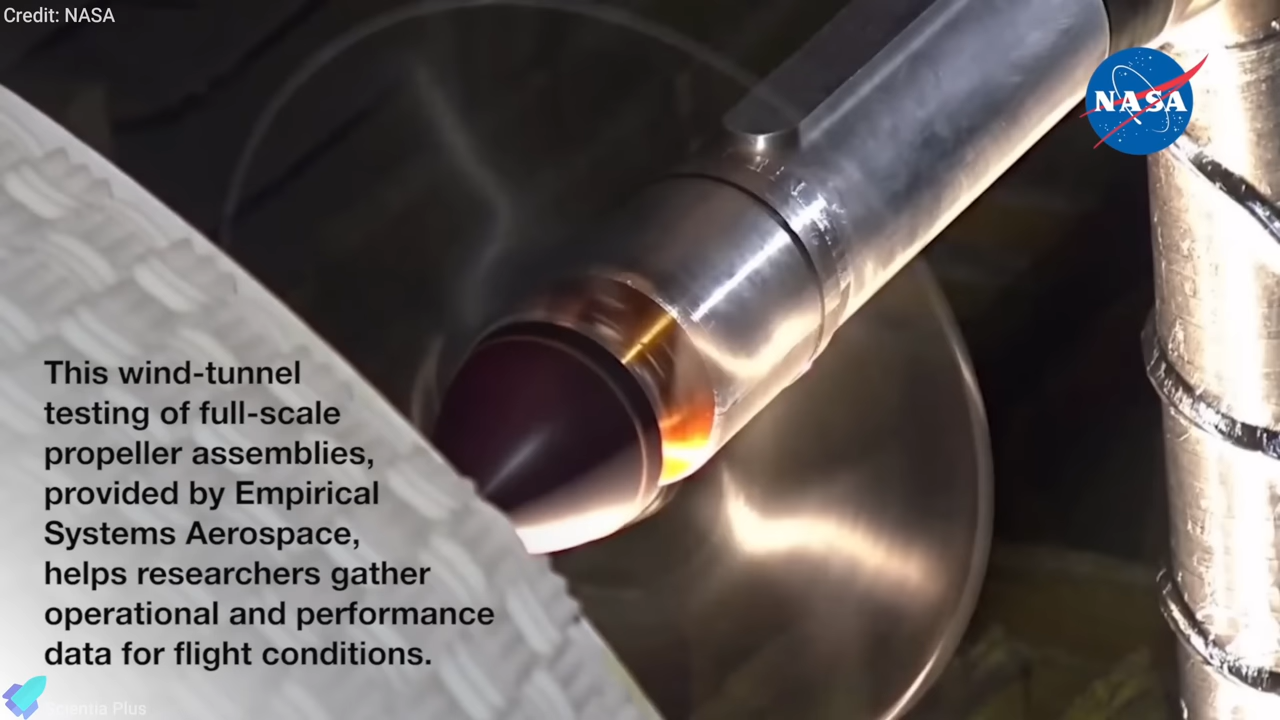 Credit: NASA
NASA
This wind-tunnel
testing of full-scale
propeller assemblies,
provided by Empirical
Systems Aerospace,
helps researchers gather
operational and performance
data for flight conditions.
Scientia Plus